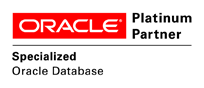 ORACLE Platinum
Partner
Specialized
Oracle Database